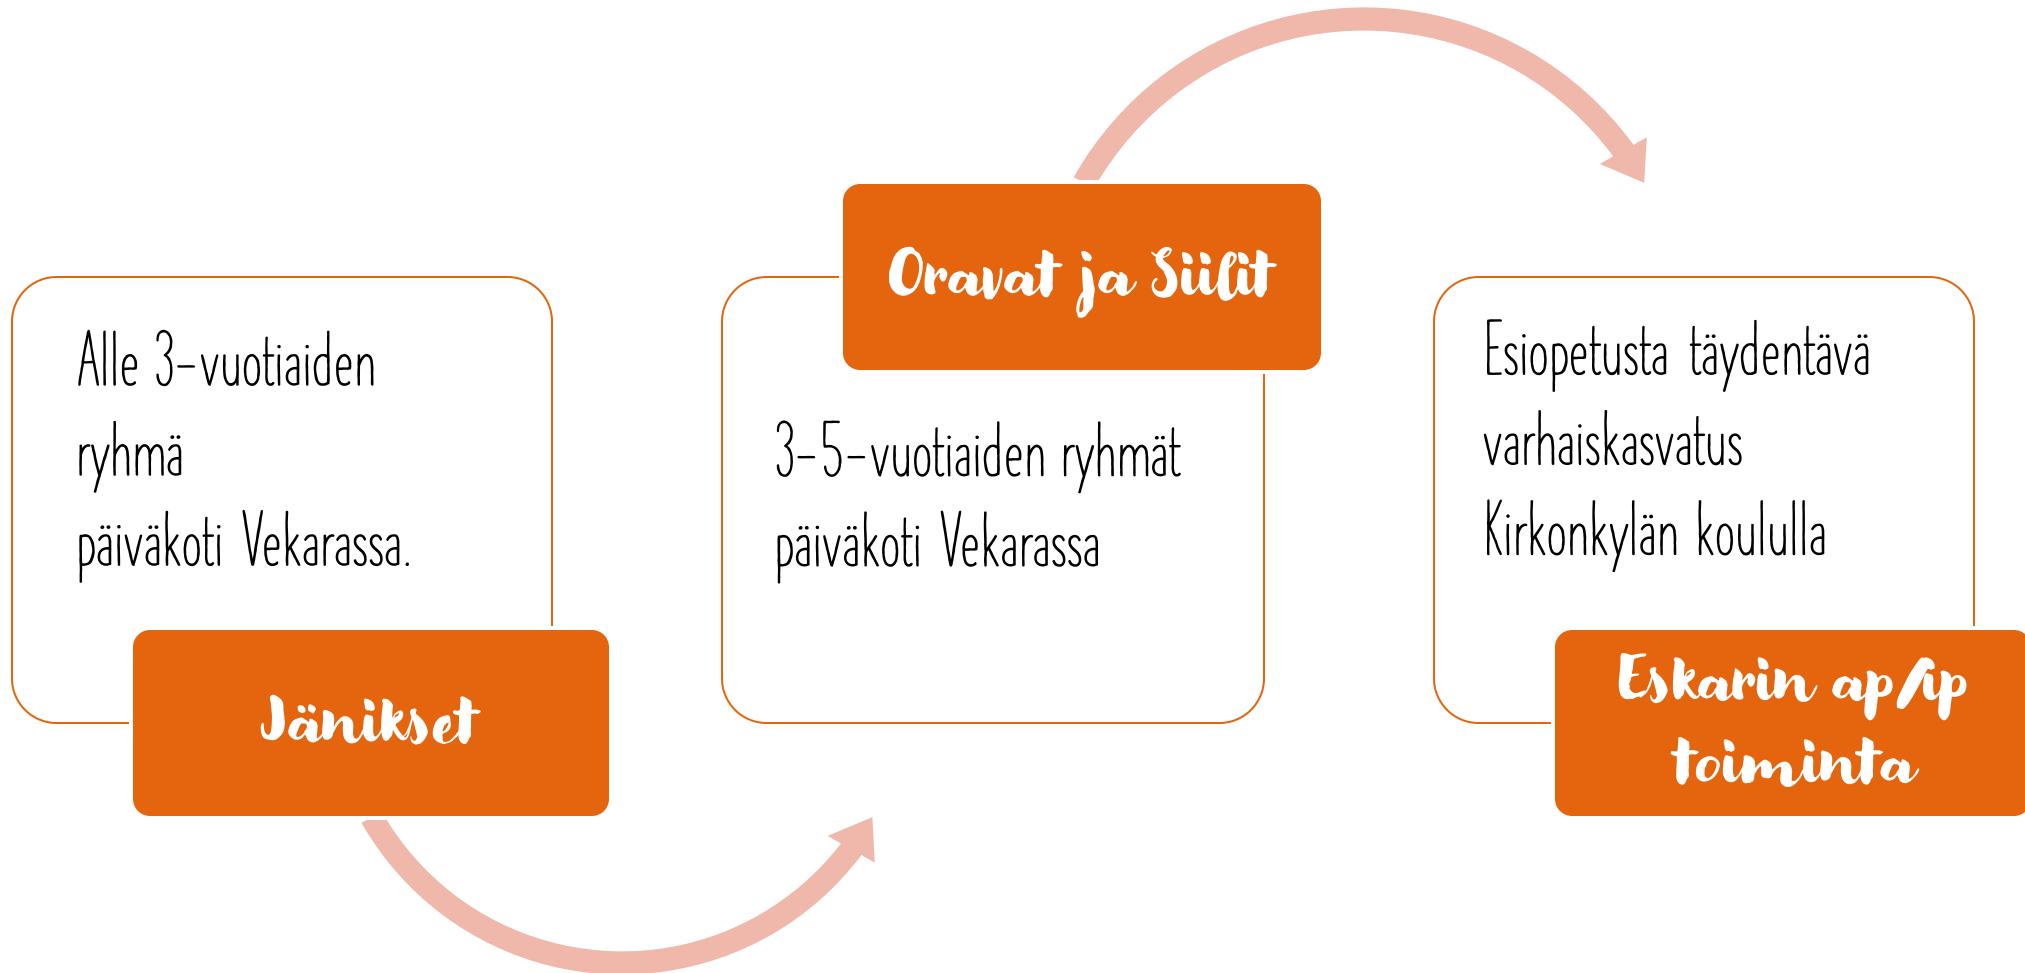 Alle 3-vuotiaiden
ryhmä
päiväkoti Vekarassa.
Jänikset
Oravat ja Siilit
3-5-vuotiaiden ryhmät
päiväkoti Vekarassa
Esiopetusta täydentävä
varhaiskasvatus
Kirkonkylän koululla
Eskarin ap/ip
toiminta